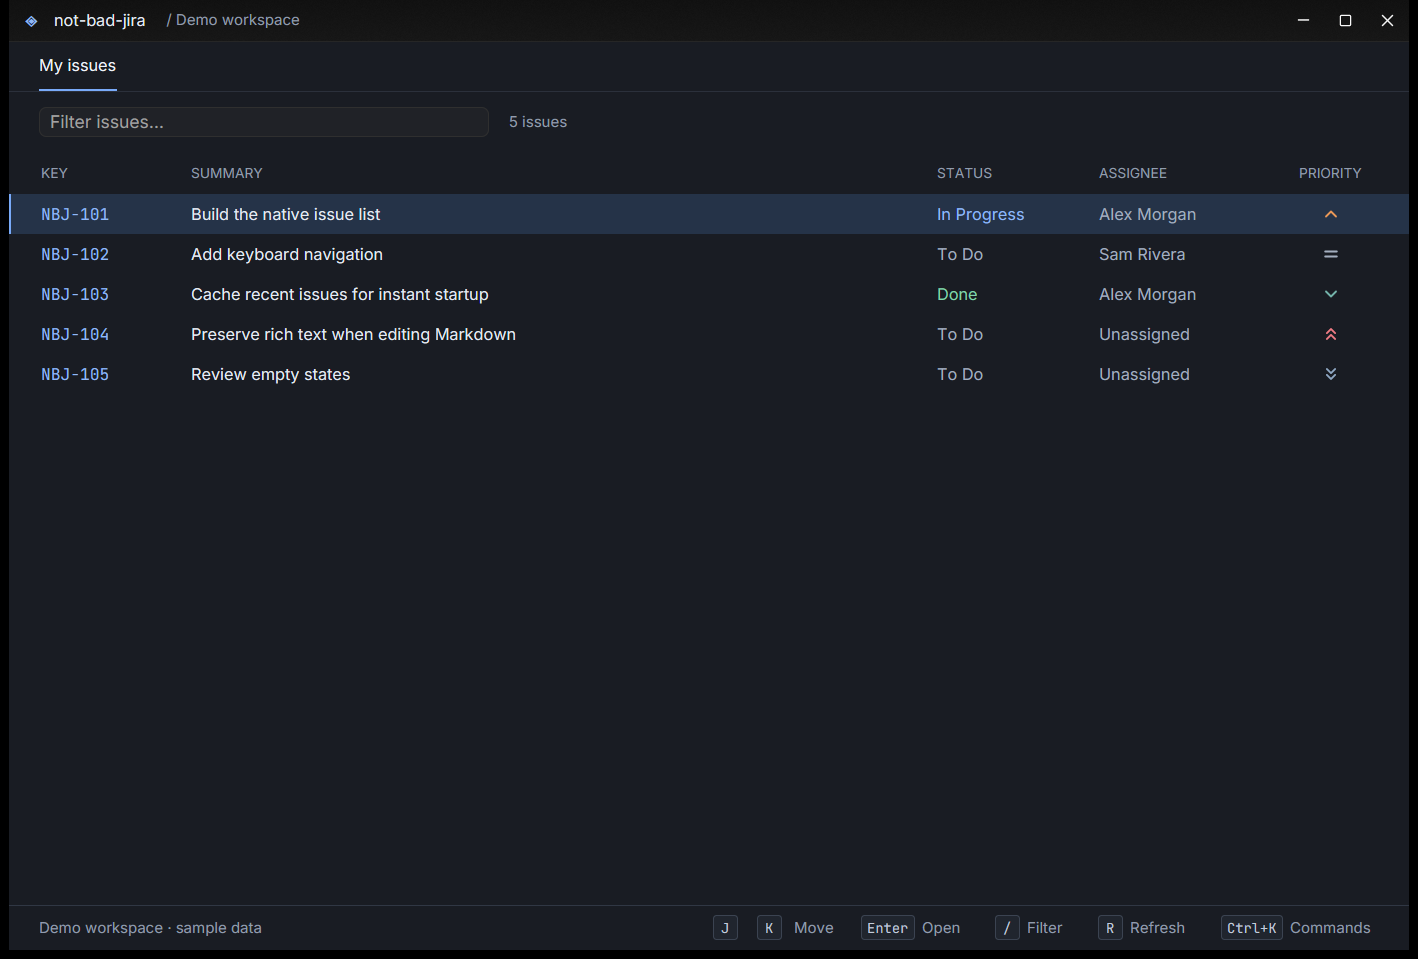 not-bad-jira / Demo workspace
My issues
Filter issues... 5 issues
KEY SUMMARY STATUS ASSIGNEE PRIORITY
NBJ-101 Build the native issue list In Progress Alex Morgan
NBJ-102 Add keyboard navigation To Do Sam Rivera
NBJ-103 Cache recent issues for instant startup Done Alex Morgan
NBJ-104 Preserve rich text when editing Markdown To Do Unassigned
NBJ-105 Review empty states To Do Unassigned
Demo workspace · sample data J K Move Enter Open / Filter R Refresh Ctrl+K Commands